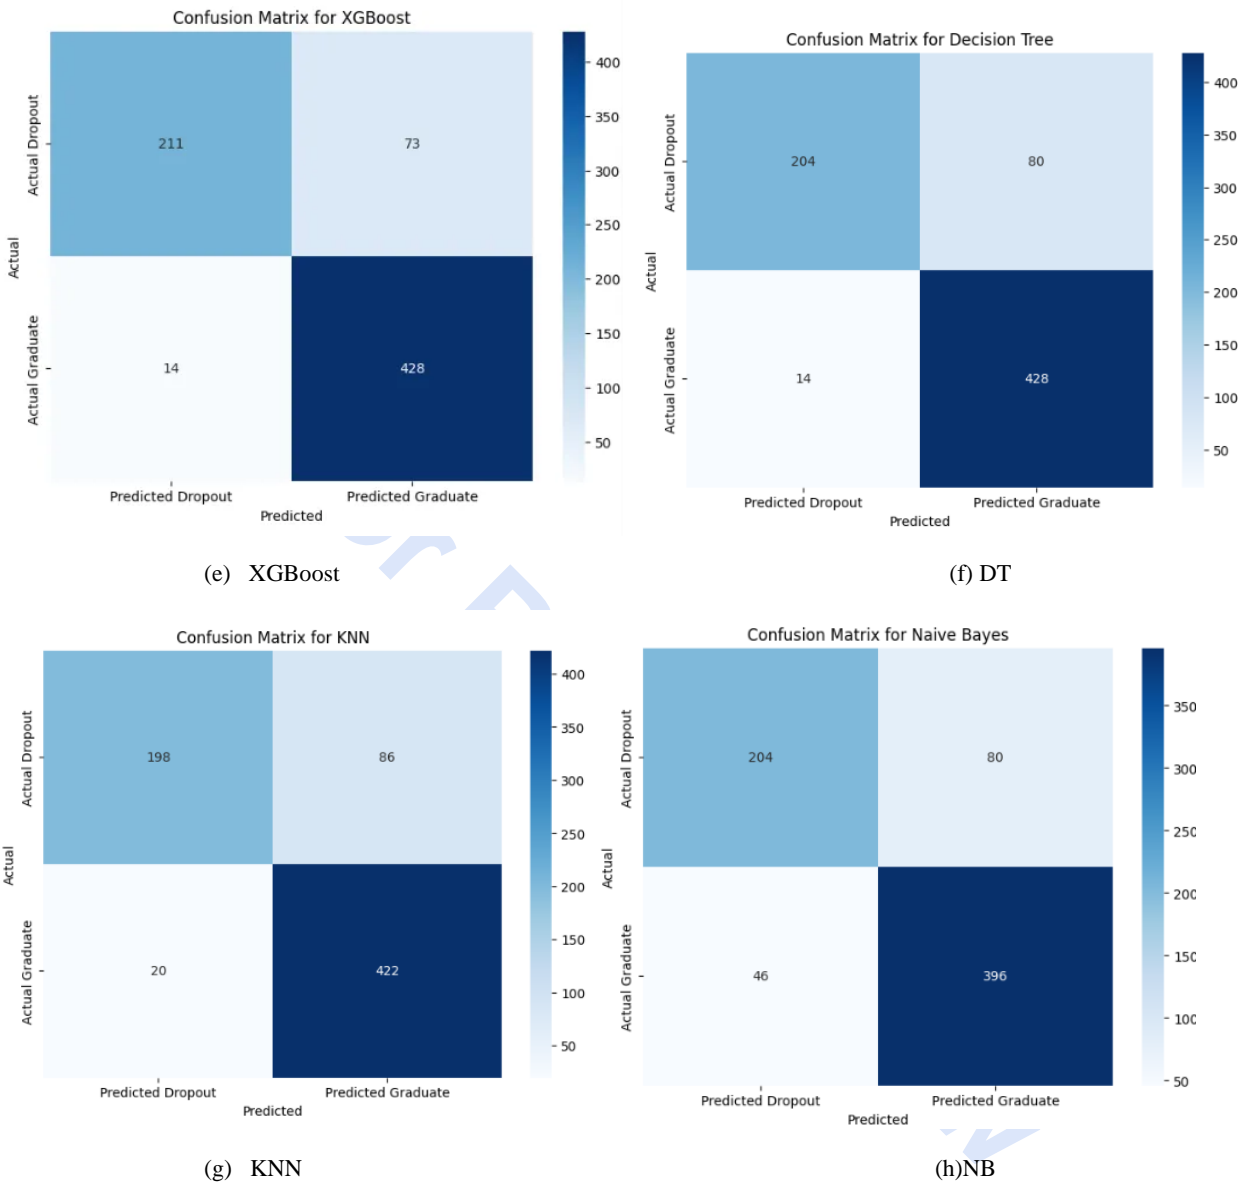 Confusion Matrix for XGBoost
Actual Dropout
Actual Graduate
Actual
211
73
14
428
400
350
300
250
200
150
100
50
Predicted Dropout
Predicted Graduate
Predicted
(e) XGBoost
Confusion Matrix for Decision Tree
Actual Dropout
Actual Graduate
Actual
204
80
14
428
400
350
300
250
200
150
100
50
Predicted Dropout
Predicted Graduate
Predicted
(f) DT
Confusion Matrix for KNN
Actual Dropout
Actual Graduate
Actual
198
86
20
422
400
350
300
250
200
150
100
50
Predicted Dropout
Predicted Graduate
Predicted
(g) KNN
Confusion Matrix for Naive Bayes
Actual Dropout
Actual Graduate
Actual
204
80
46
396
350
300
250
200
150
100
50
Predicted Dropout
Predicted Graduate
Predicted
(h)NB